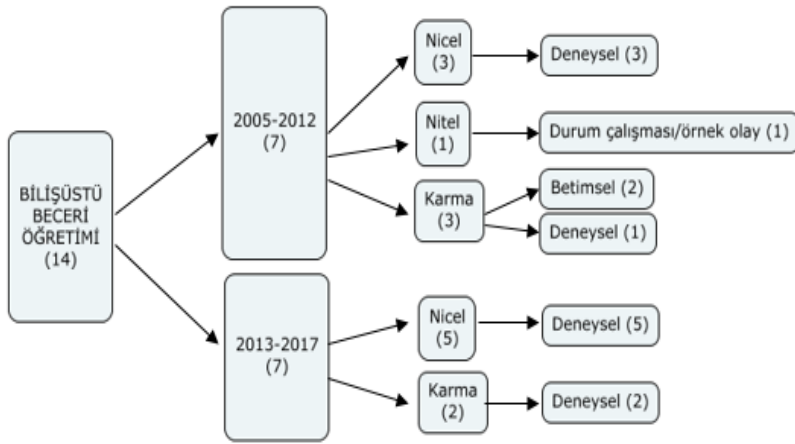 BİLİŞÜSTÜ
BECERİ
ÖĞRETİMİ
(14)
2005-2012
(7)
Nicel
(3)
Deneysel (3)
Nitel
(1)
Durum çalışması/örnek olay (1)
Karma
(3)
Betimsel (2)
Deneysel (1)
2013-2017
(7)
Nicel
(5)
Deneysel (5)
Karma
(2)
Deneysel (2)